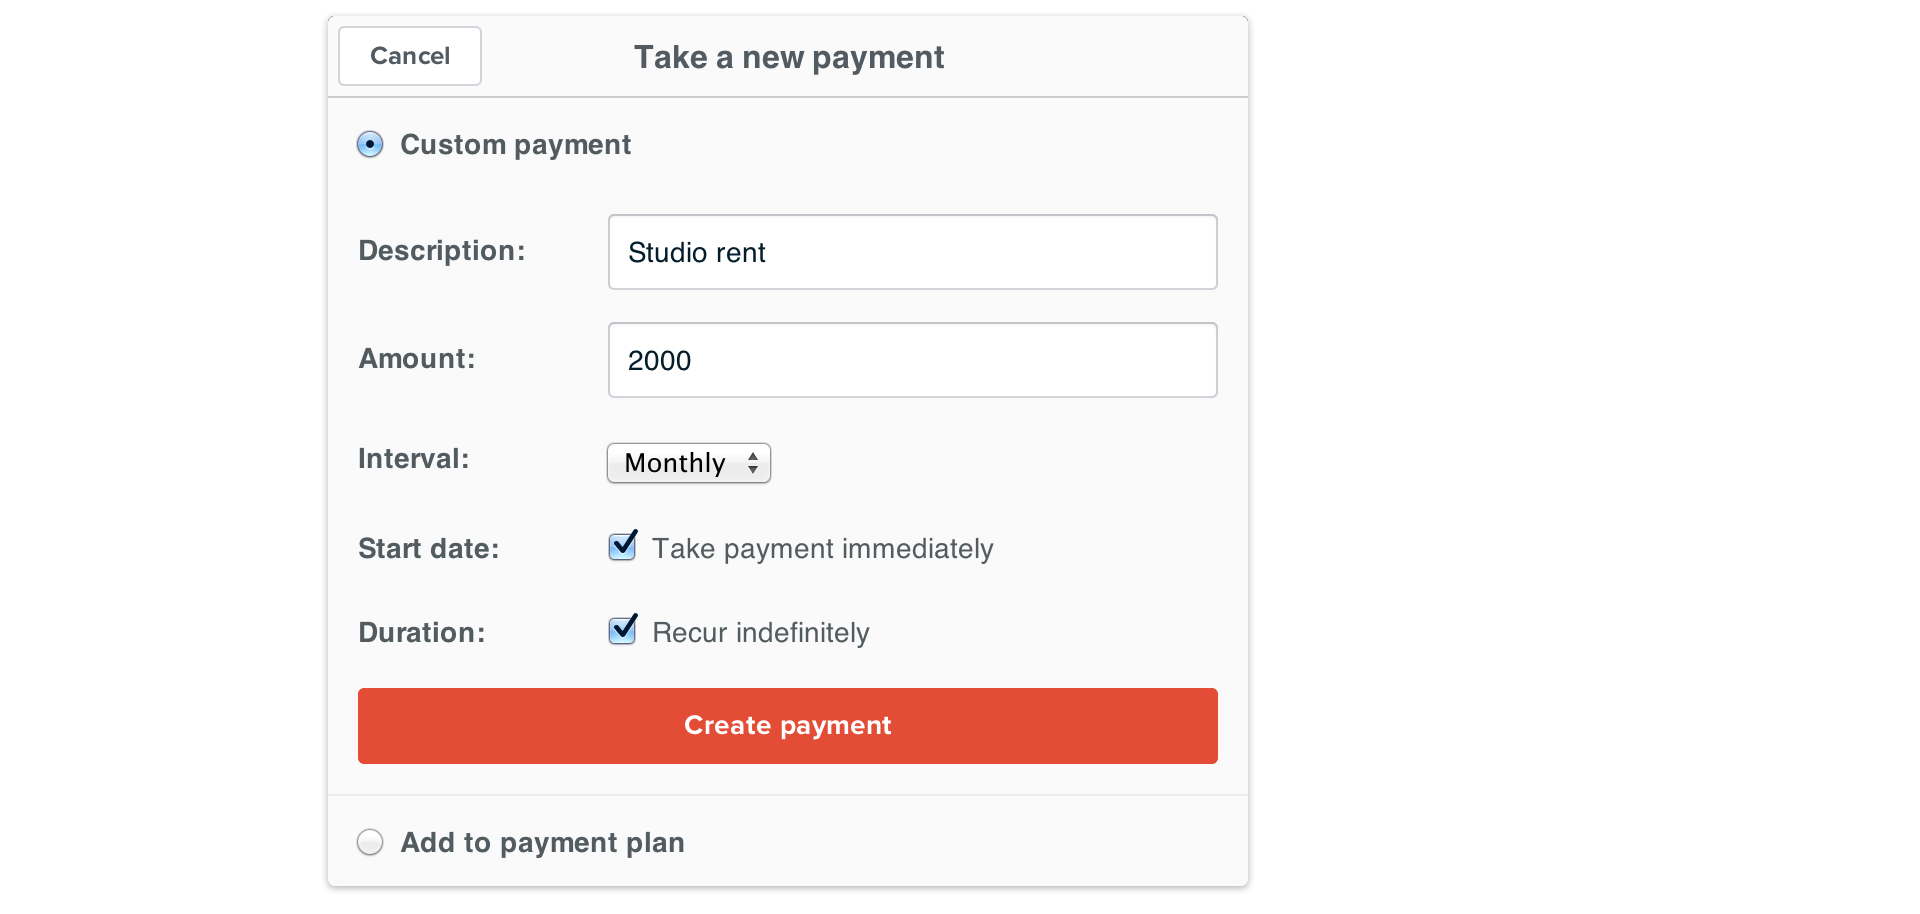 Cancel
Take a new payment
Custom payment
Description:
Studio rent
Amount:
2000
Interval:
Monthly
Start date:
Take payment immediately
Duration:
Recur indefinitely
Create payment
Add to payment plan